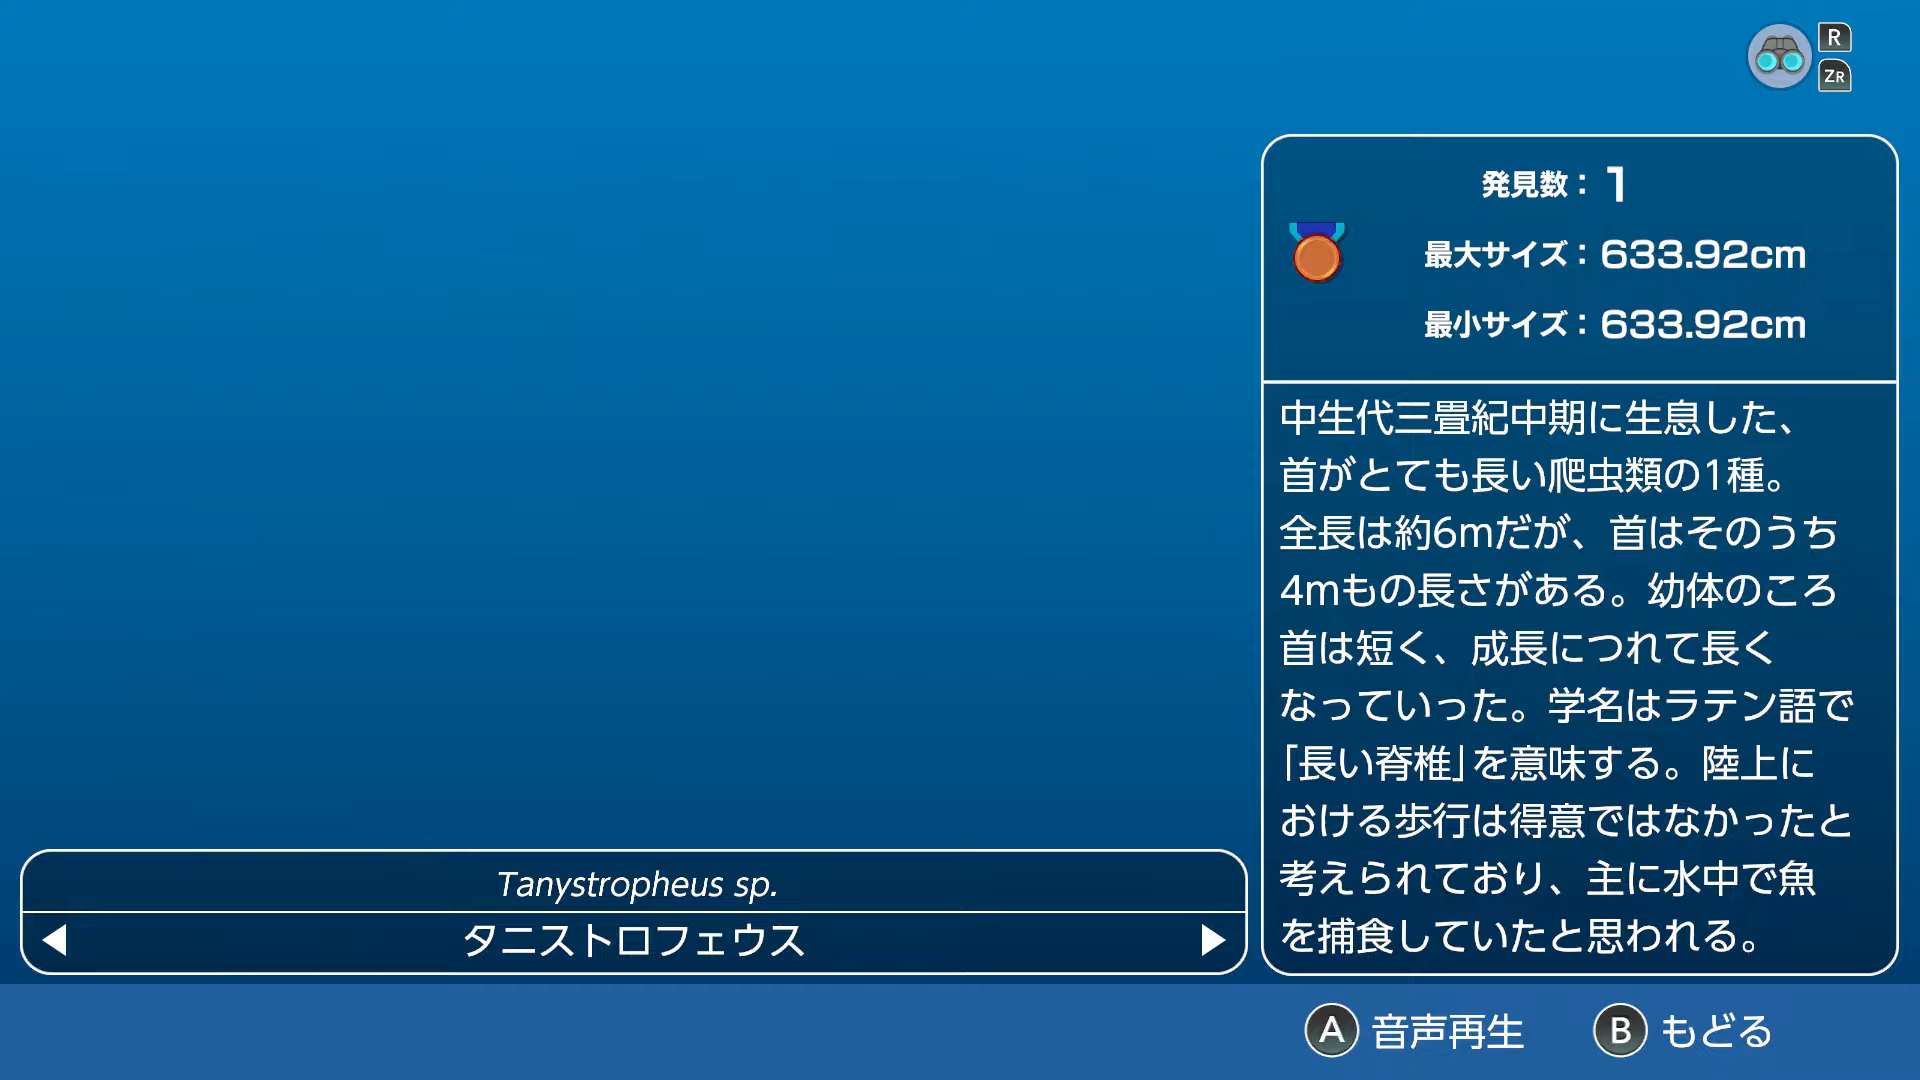 R
ZR
発見数：1
最大サイズ：633.92cm
最小サイズ：633.92cm
中生代三畳紀中期に生息した、
首がとても長い爬虫類の1種。
全長は約6mだが、首はそのうち
4mもの長さがある。幼体のころ
首は短く、成長につれて長く
なっていった。学名はラテン語で
「長い脊椎」を意味する。陸上に
おける歩行は得意ではなかったと
考えられており、主に水中で魚
を捕食していたと思われる。
Tanystropheus sp.
タニストロフェウス
A 音声再生 B もどる